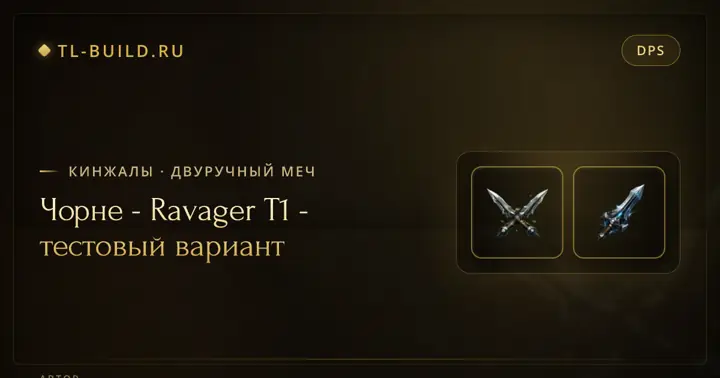 TL-BUILD.RU
DPS
КИНЖАЛЫ · ДВУРУЧНЫЙ МЕЧ
Чорне - Ravager T1 -
тестовый вариант